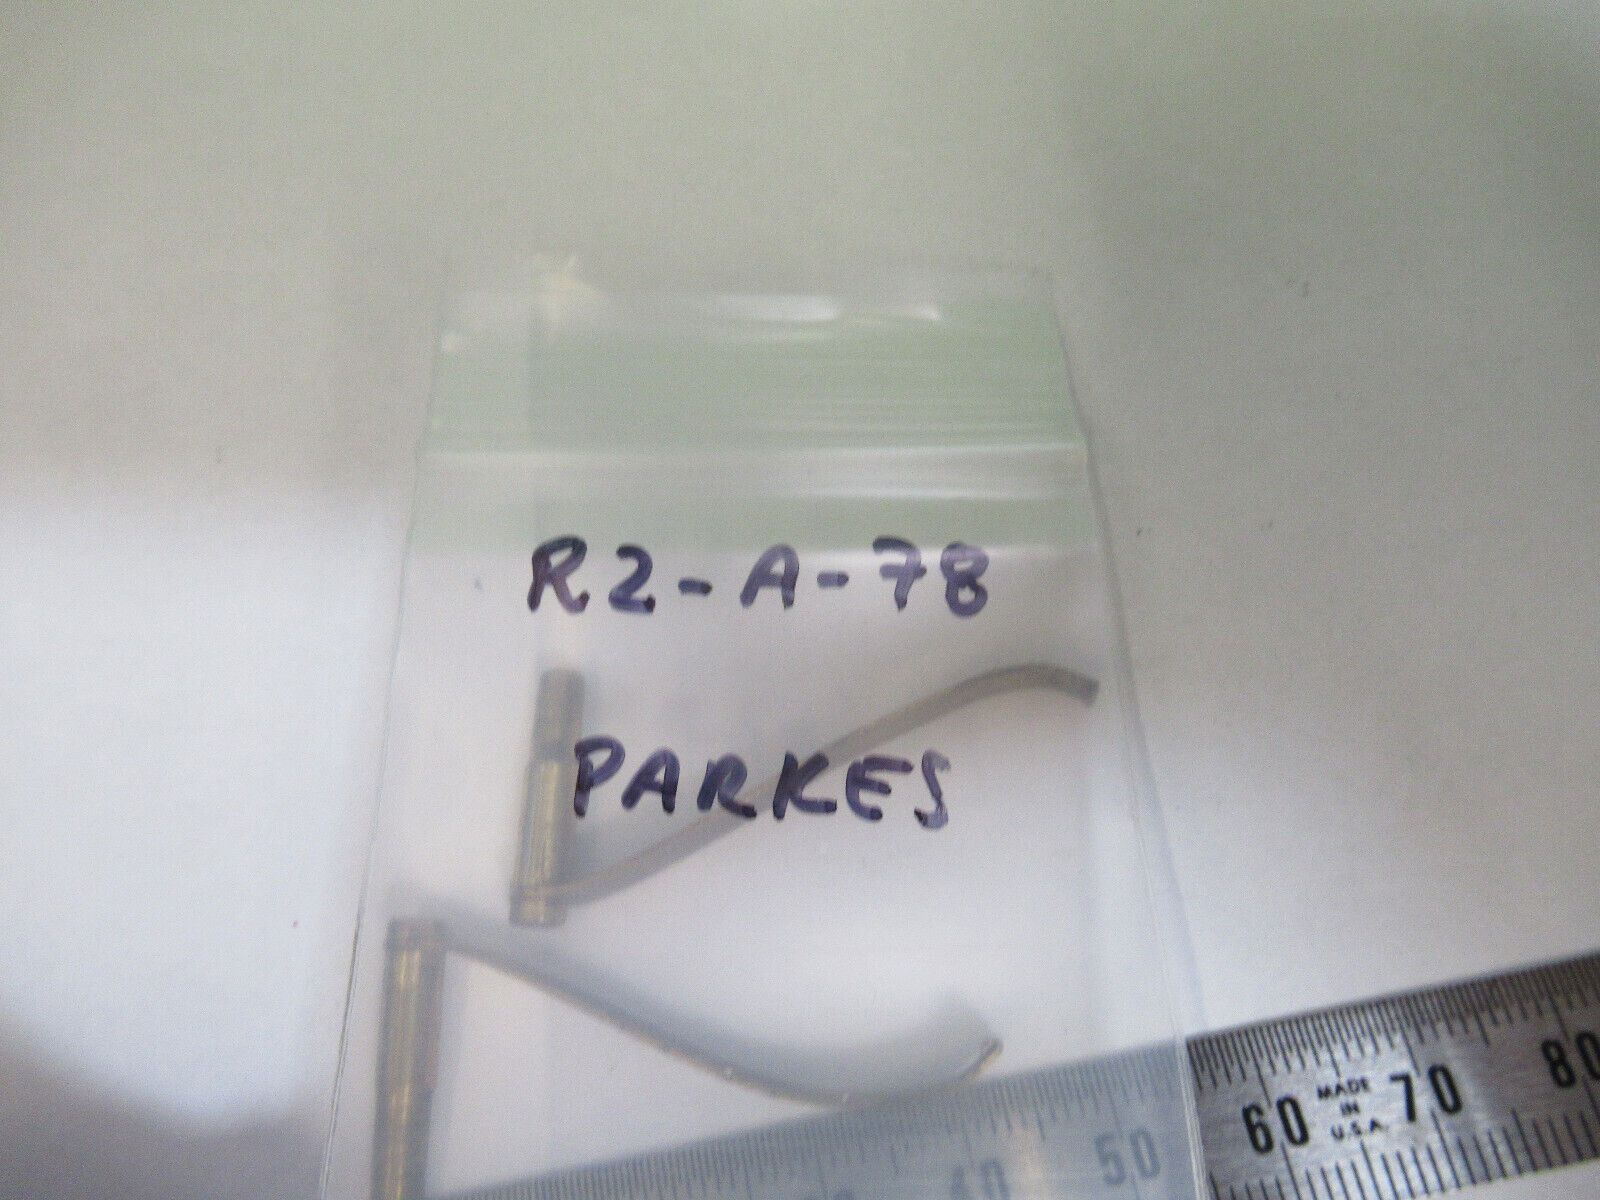 R2-A-78
PARKES
40 50 60 70 80
MADE
IN
U.S.A.